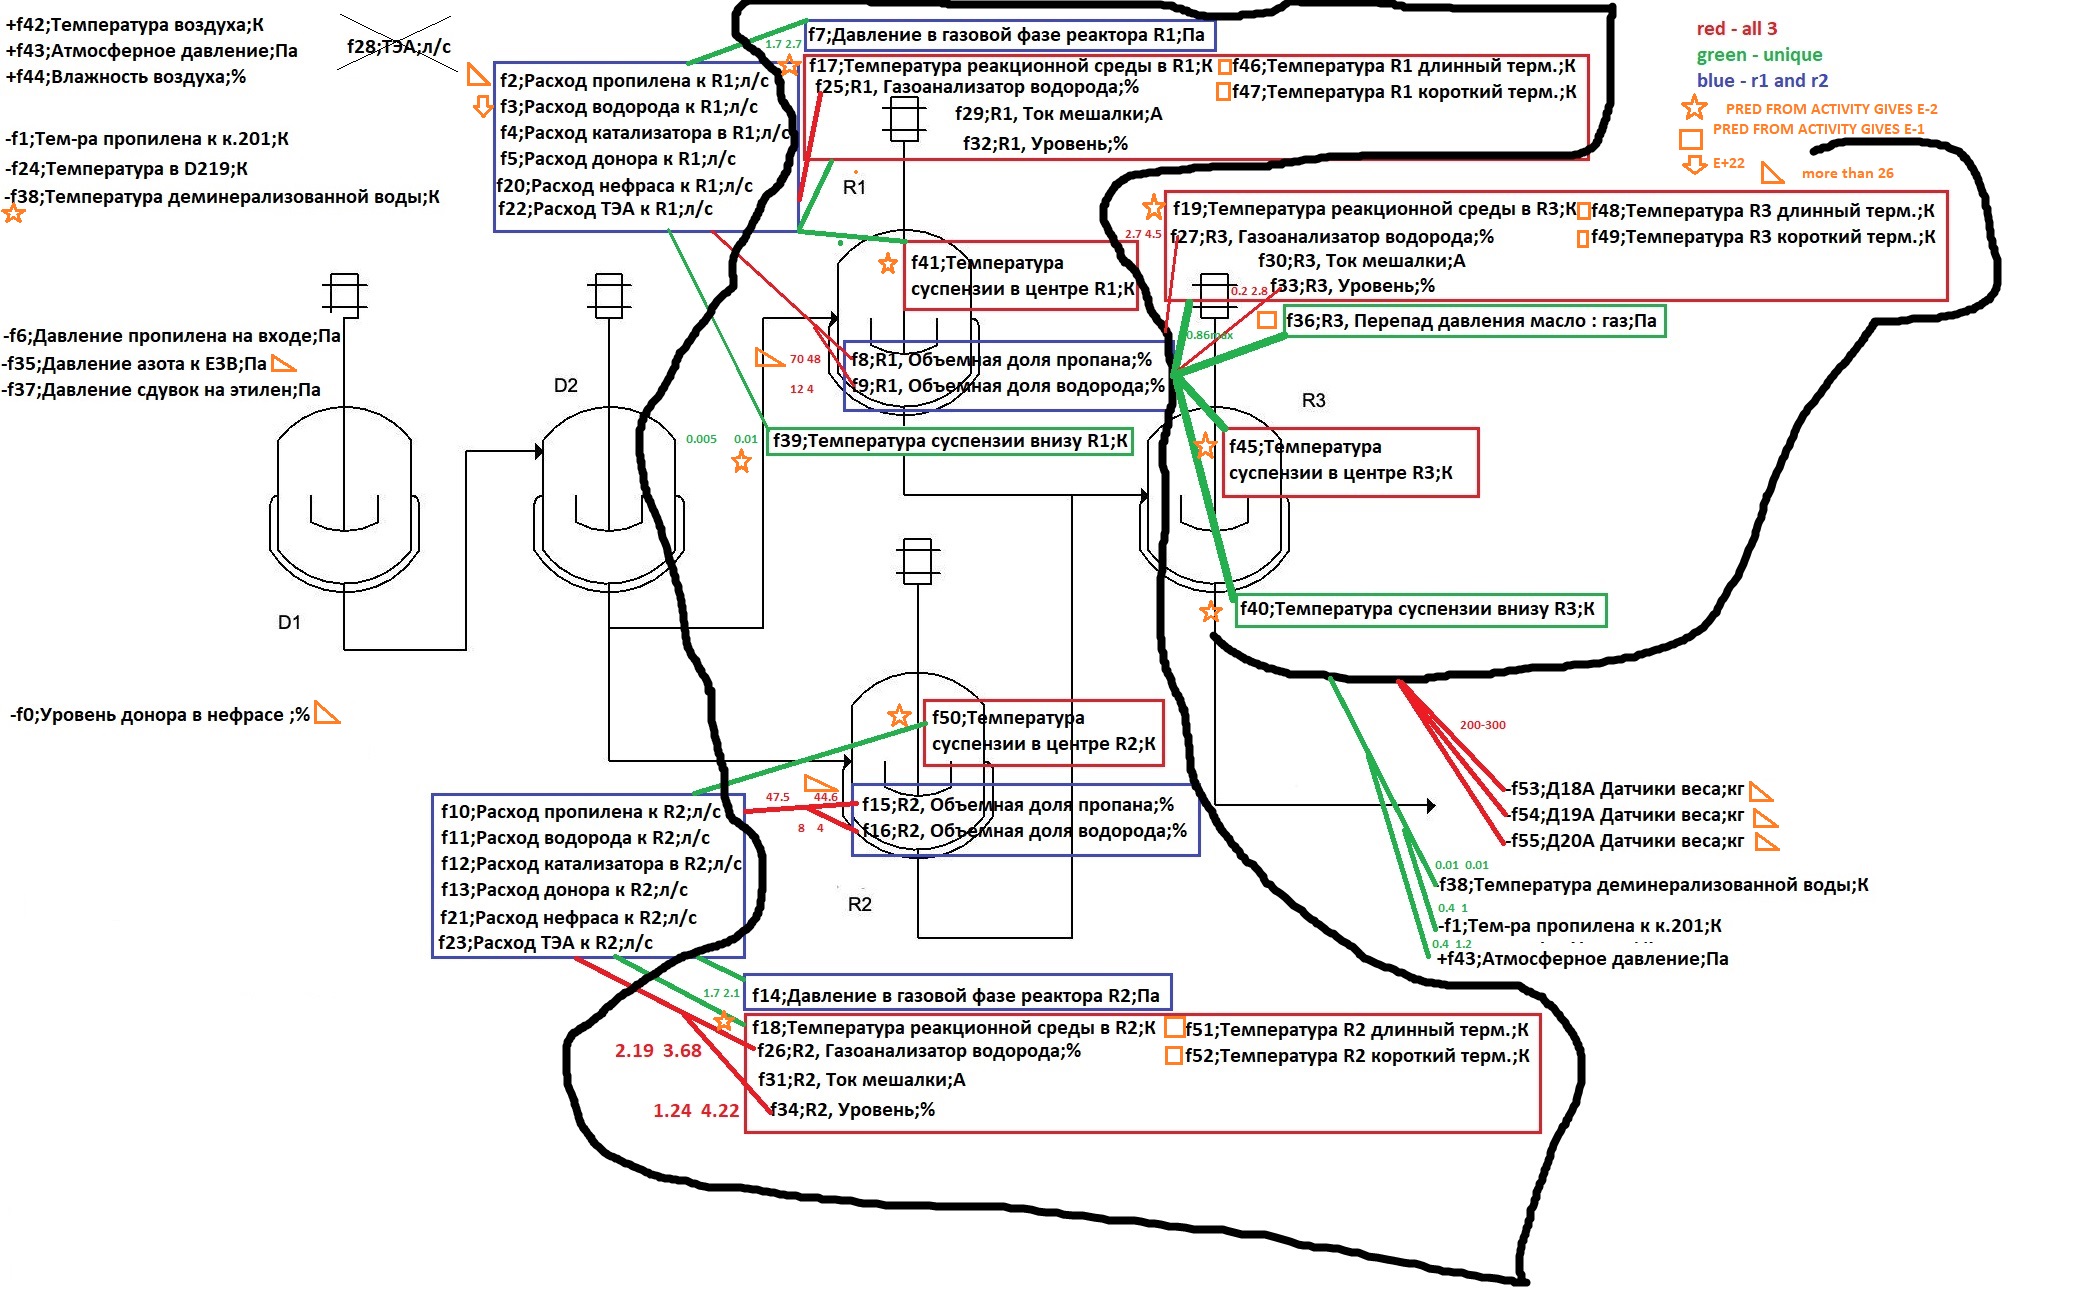 +f42;Температура воздуха;К
+f43;Атмосферное давление;Па
+f44;Влажность воздуха;%
f28;ТЭА;л/с
-f1;Тем-ра пропилена к к.201;К
-f24;Температура в D219;К
-f38;Температура деминерализованной воды;К
f2;Расход пропилена к R1;л/с
f3;Расход водорода к R1;л/с
f4;Расход катализатора в R1;л/с
f5;Расход донора к R1;л/с
f20;Расход нефраса к R1;л/с
f22;Расход ТЭА к R1;л/с
1.7 2.7
f7;Давление в газовой фазе реактора R1;Па
f17;Температура реакционной среды в R1;К
f46;Температура R1 длинный терм.;К
f25;R1, Газоанализатор водорода;%
f47;Температура R1 короткий терм.;К
f29;R1, Ток мешалки;А
f32;R1, Уровень;%
red - all 3
green - unique
blue - r1 and r2
PRED FROM ACTIVITY GIVES E-2
PRED FROM ACTIVITY GIVES E-1
E+22
more than 26
R1
f41;Температура
суспензии в центре R1;К
f19;Температура реакционной среды в R3;К
f48;Температура R3 длинный терм.;К
2.7 4.5
f27;R3, Газоанализатор водорода;%
f49;Температура R3 короткий терм.;К
f30;R3, Ток мешалки;А
0.2 2.8
f33;R3, Уровень;%
f36;R3, Перепад давления масло : газ;Па
0.86max
-f6;Давление пропилена на входе;Па
-f35;Давление азота к Е3В;Па
-f37;Давление сдувок на этилен;Па
D2
70 48
f8;R1, Объемная доля пропана;%
12 4
f9;R1, Объемная доля водорода;%
R3
0.005 0.01
f39;Температура суспензии внизу R1;К
f45;Температура
суспензии в центре R3;К
D1
f40;Температура суспензии внизу R3;К
-f0;Уровень донора в нефрасе ;%
f50;Температура
суспензии в центре R2;К
200-300
f10;Расход пропилена к R2;л/с
f11;Расход водорода к R2;л/с
f12;Расход катализатора в R2;л/с
f13;Расход донора к R2;л/с
f21;Расход нефраса к R2;л/с
f23;Расход ТЭА к R2;л/с
47.5 44.6
f15;R2, Объемная доля пропана;%
8 4
f16;R2, Объемная доля водорода;%
-f53;Д18А Датчики веса;кг
-f54;Д19А Датчики веса;кг
-f55;Д20А Датчики веса;кг
0.01 0.01
-f38;Температура деминерализованной воды;К
0.4 1
-f1;Тем-ра пропилена к к.201;К
0.4 1.2
+f43;Атмосферное давление;Па
R2
1.7 2.1
f14;Давление в газовой фазе реактора R2;Па
f18;Температура реакционной среды в R2;К
f51;Температура R2 длинный терм.;К
2.19 3.68
f26;R2, Газоанализатор водорода;%
f52;Температура R2 короткий терм.;К
f31;R2, Ток мешалки;А
1.24 4.22
f34;R2, Уровень;%